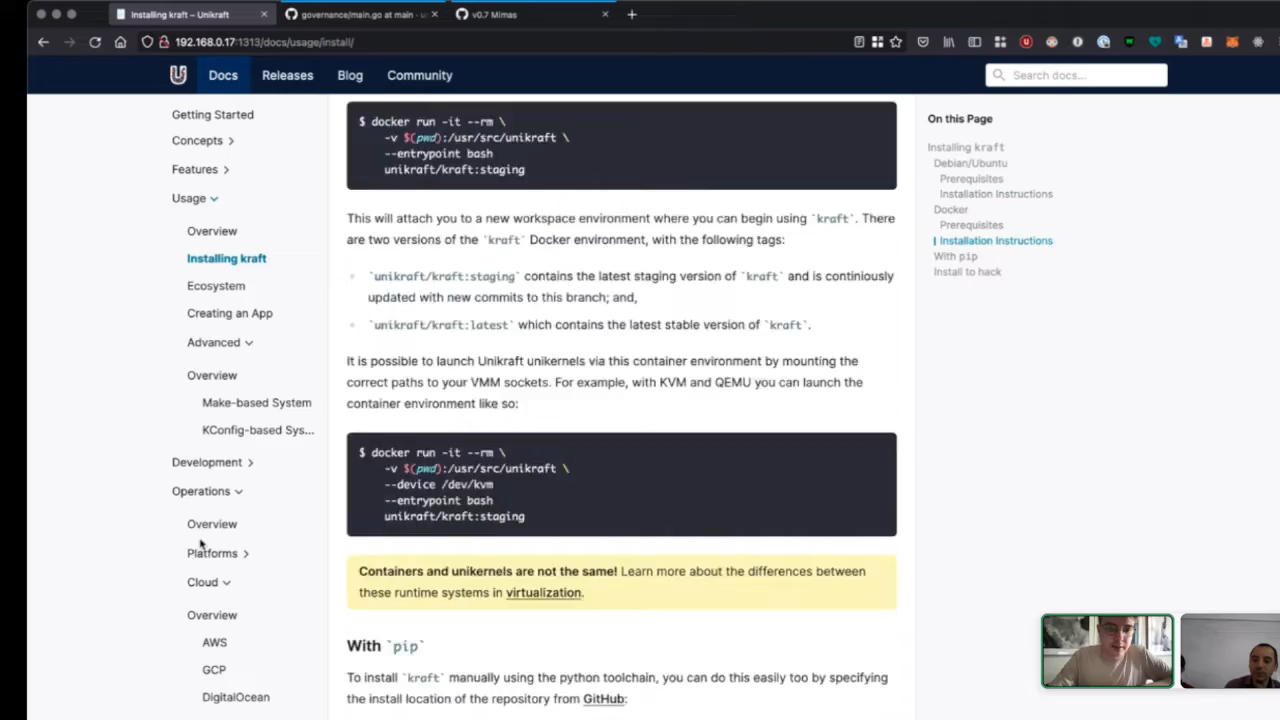 Installing kraft – Unikraft
governance/main.go at main · u
v0.7 Mimas
192.168.0.17:1313/docs/usage/install/
Docs
Releases
Blog
Community
Search docs...
Getting Started
Concepts
Features
Usage
Overview
Installing kraft
Ecosystem
Creating an App
Advanced
Overview
Make-based System
KConfig-based Sys...
Development
Operations
Overview
Platforms
Cloud
Overview
AWS
GCP
DigitalOcean
$ docker run -it --rm \
-v $(pwd):/usr/src/unikraft \
--entrypoint bash
unikraft/kraft:staging
This will attach you to a new workspace environment where you can begin using `kraft`. There
are two versions of the `kraft` Docker environment, with the following tags:
`unikraft/kraft:staging` contains the latest staging version of `kraft` and is continiously
updated with new commits to this branch; and,
`unikraft/kraft:latest` which contains the latest stable version of `kraft`.
It is possible to launch Unikraft unikernels via this container environment by mounting the
correct paths to your VMM sockets. For example, with KVM and QEMU you can launch the
container environment like so:
$ docker run -it --rm \
-v $(pwd):/usr/src/unikraft \
--device /dev/kvm
--entrypoint bash
unikraft/kraft:staging
Containers and unikernels are not the same! Learn more about the differences between
these runtime systems in virtualization.
With `pip`
To install `kraft` manually using the python toolchain, you can do this easily too by specifying
the install location of the repository from GitHub:
On this Page
Installing kraft
Debian/Ubuntu
Prerequisites
Installation Instructions
Docker
Prerequisites
Installation Instructions
With pip
Install to hack